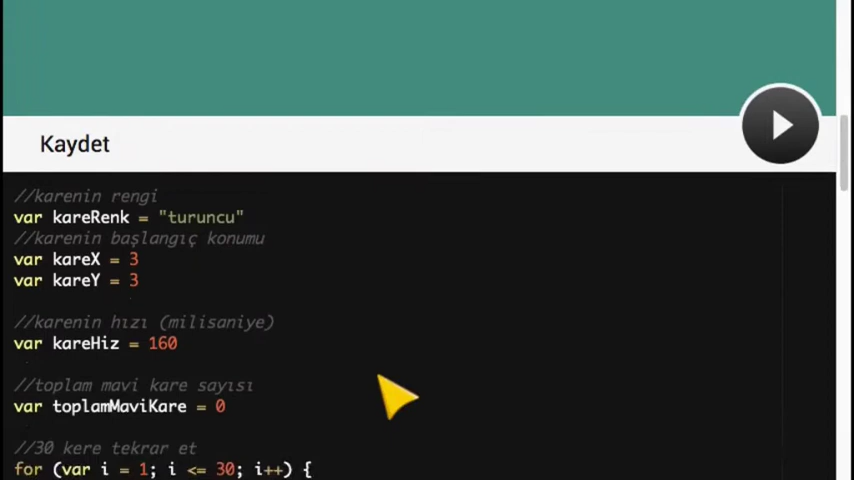 Kaydet
//karenin rengi
var kareRenk = "turuncu"
//karenin başlangıç konumu
var kareX = 3
var kareY = 3
//karenin hızı (milisaniye)
var kareHiz = 160
//toplam mavi kare sayısı
var toplamMaviKare = 0
//30 kere tekrar et
for (var i = 1; i <= 30; i++) {